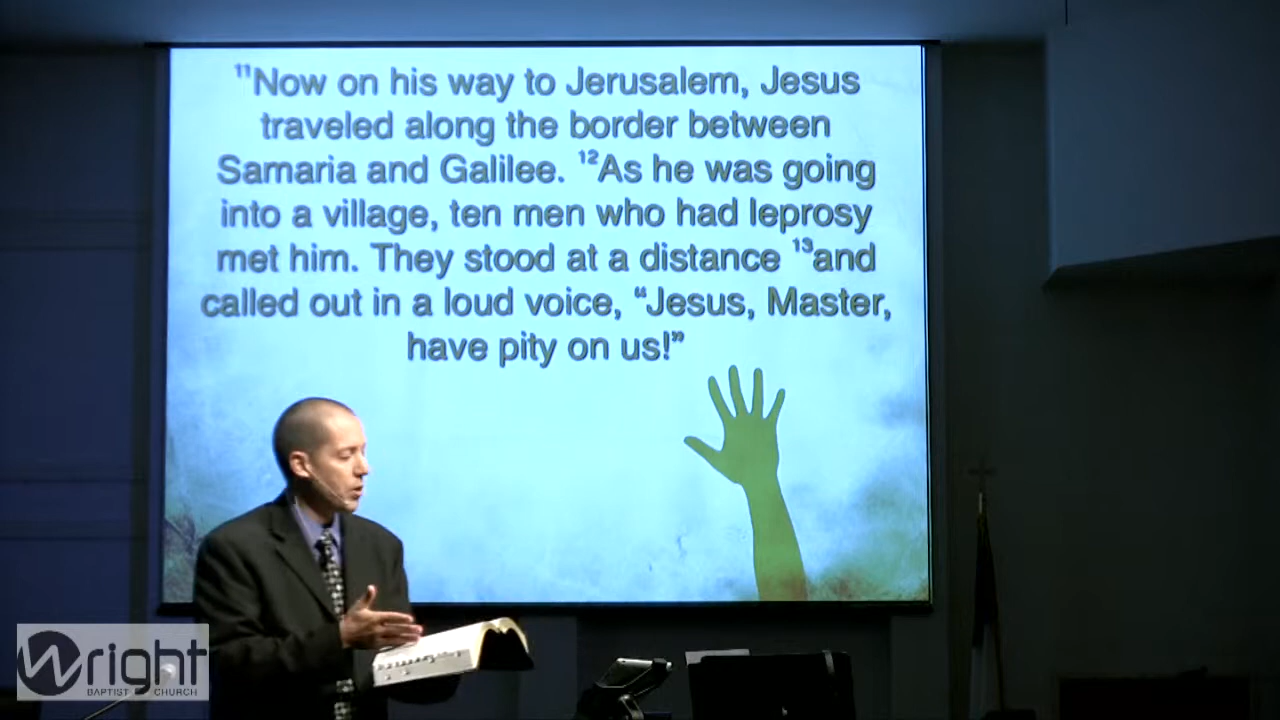 ¹¹Now on his way to Jerusalem, Jesus
traveled along the border between
Samaria and Galilee. ¹²As he was going
into a village, ten men who had leprosy
met him. They stood at a distance ¹³and
called out in a loud voice, “Jesus, Master,
have pity on us!”
Wright
BAPTIST CHURCH